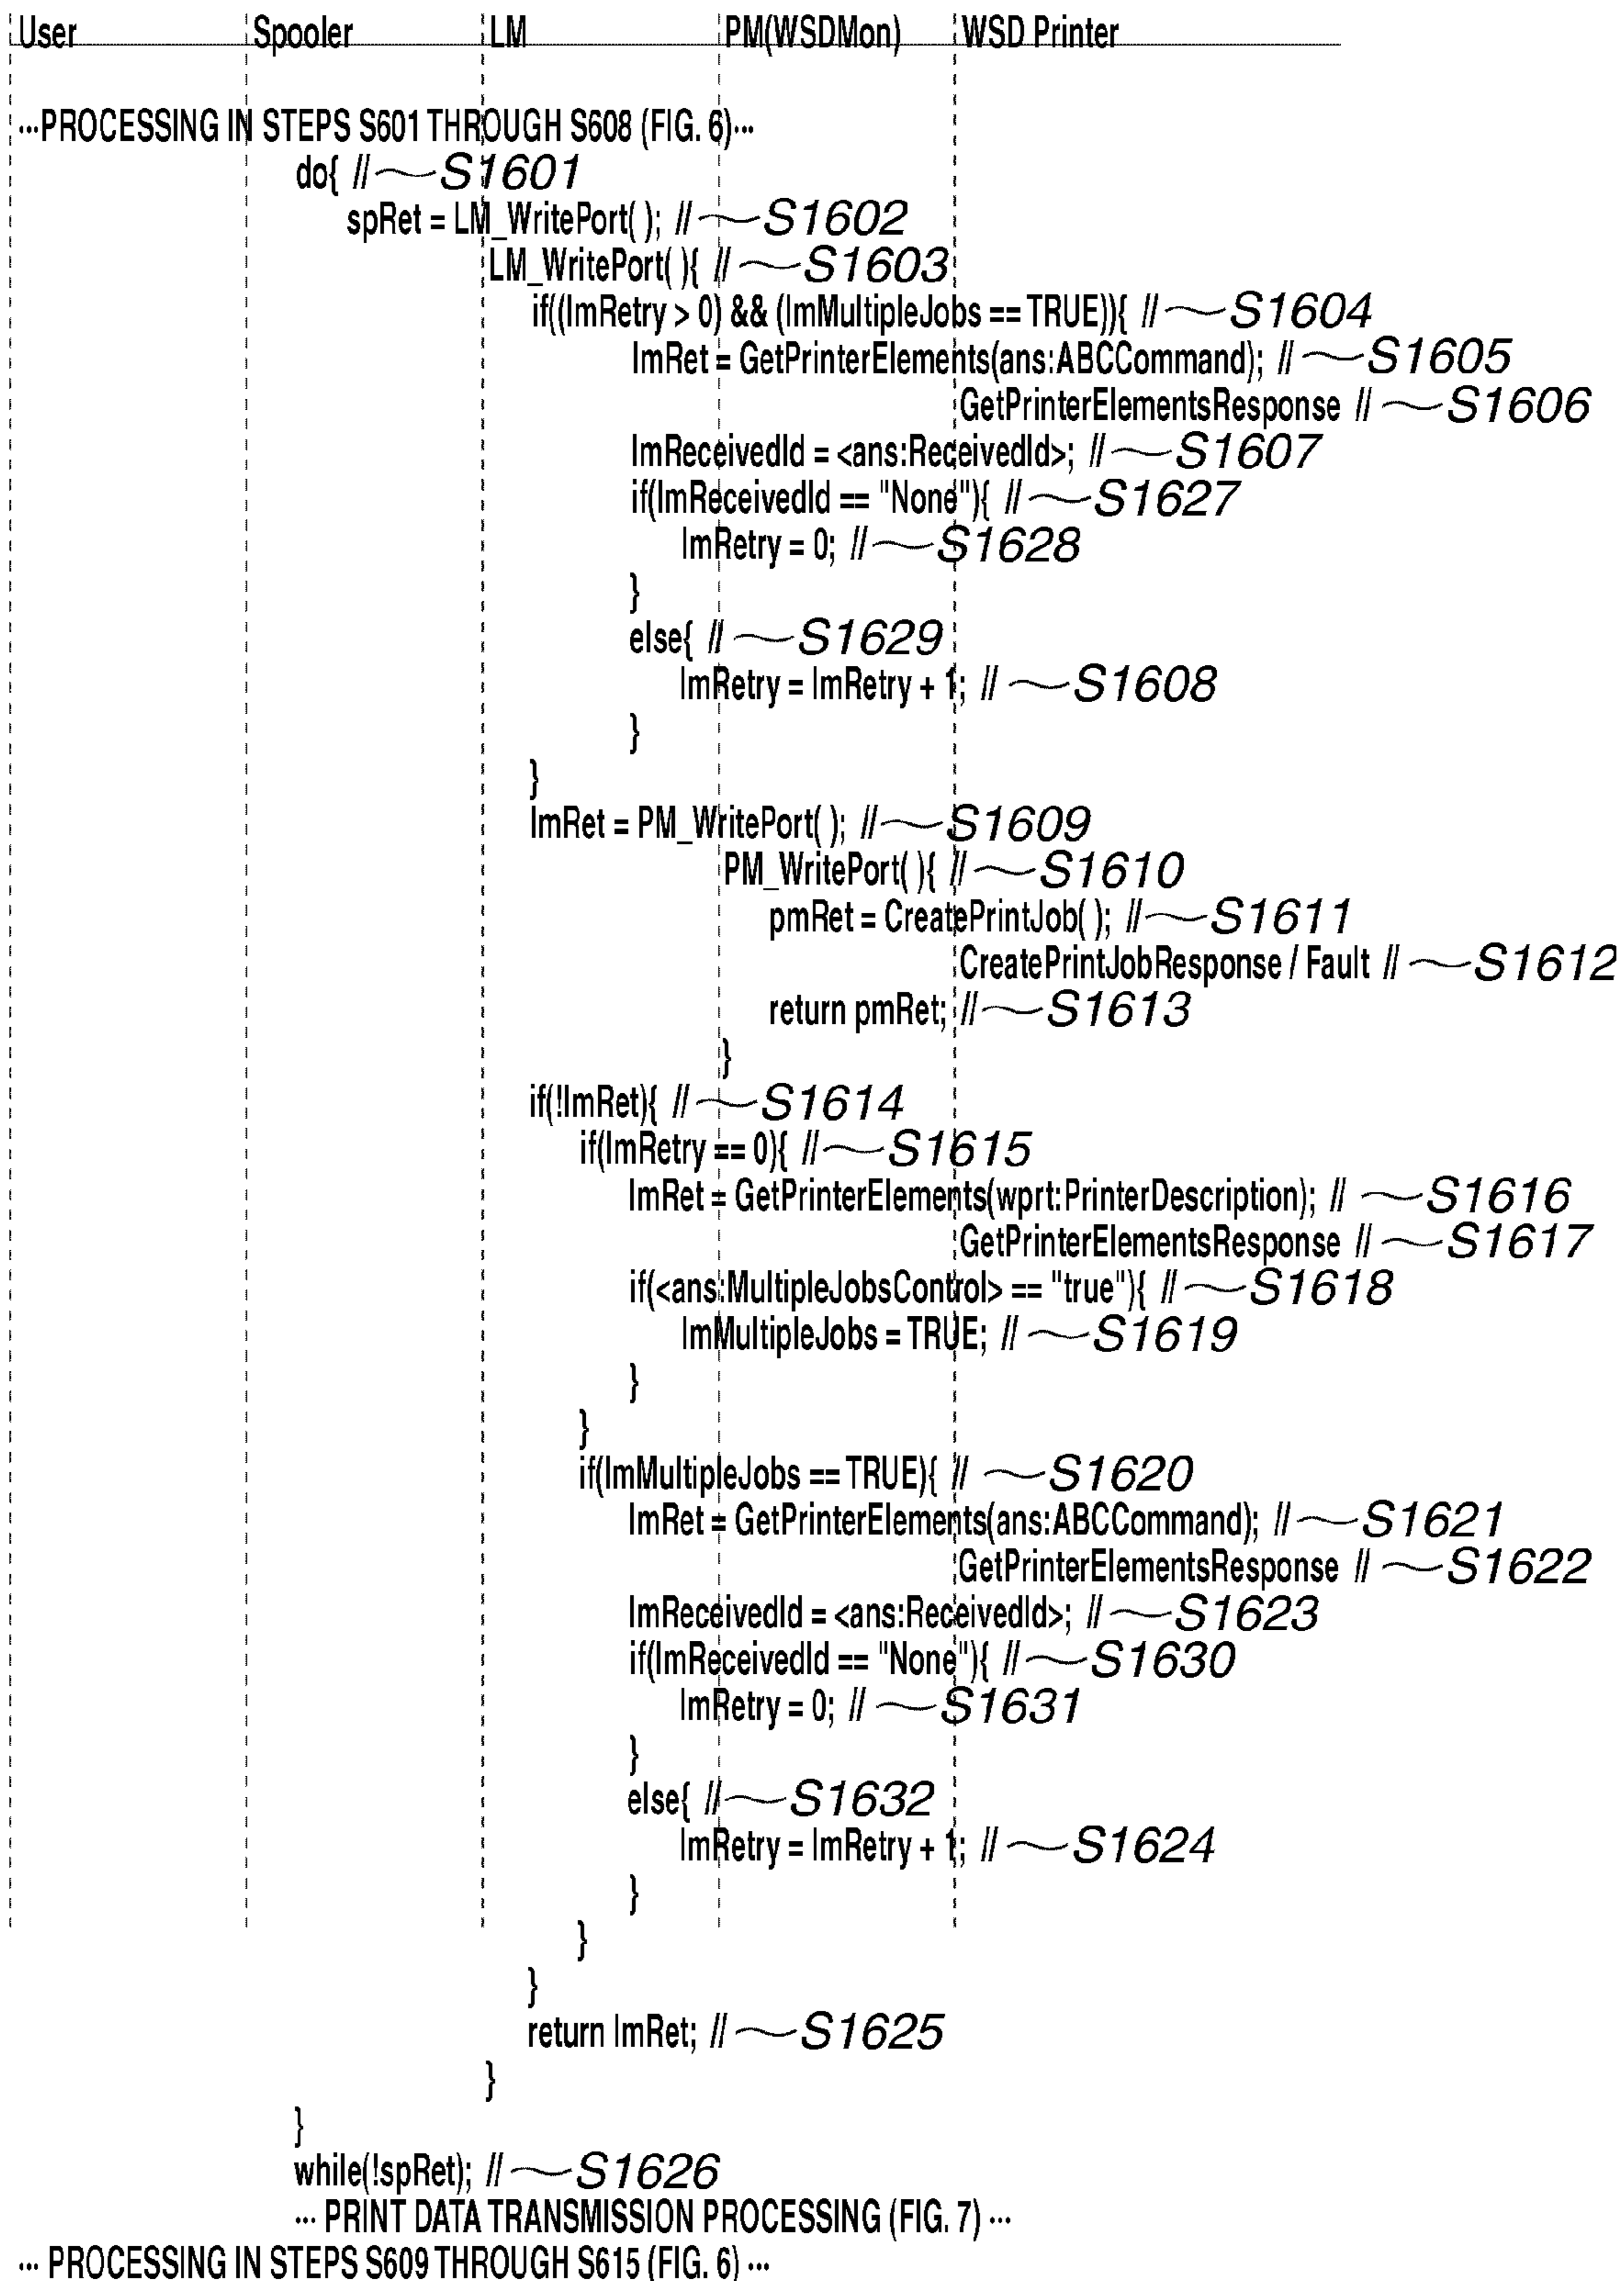 User Spooler LM PM(WSDMon) WSD Printer
...PROCESSING IN STEPS S601 THROUGH S608 (FIG. 6)...
do{ // S1601
spRet = LM_WritePort( ); // S1602
LM_WritePort( ){ // S1603
if((lmRetry > 0) && (lmMultipleJobs == TRUE)){ // S1604
lmRet = GetPrinterElements(ans:ABCCommand); // S1605
GetPrinterElementsResponse // S1606
lmReceivedId = <ans:ReceivedId>; // S1607
if(lmReceivedId == "None"){ // S1627
lmRetry = 0; // S1628
}
else{ // S1629
lmRetry = lmRetry + 1; // S1608
}
}
lmRet = PM_WritePort( ); // S1609
PM_WritePort( ){ // S1610
pmRet = CreatePrintJob( ); // S1611
CreatePrintJobResponse / Fault // S1612
return pmRet; // S1613
}
if(!lmRet){ // S1614
if(lmRetry == 0){ // S1615
lmRet = GetPrinterElements(wprt:PrinterDescription); // S1616
GetPrinterElementsResponse // S1617
if(<ans:MultipleJobsControl> == "true"){ // S1618
lmMultipleJobs = TRUE; // S1619
}
}
if(lmMultipleJobs == TRUE){ // S1620
lmRet = GetPrinterElements(ans:ABCCommand); // S1621
GetPrinterElementsResponse // S1622
lmReceivedId = <ans:ReceivedId>; // S1623
if(lmReceivedId == "None"){ // S1630
lmRetry = 0; // S1631
}
else{ // S1632
lmRetry = lmRetry + 1; // S1624
}
}
}
return lmRet; // S1625
}
}
while(!spRet); // S1626
... PRINT DATA TRANSMISSION PROCESSING (FIG. 7) ...
... PROCESSING IN STEPS S609 THROUGH S615 (FIG. 6) ...